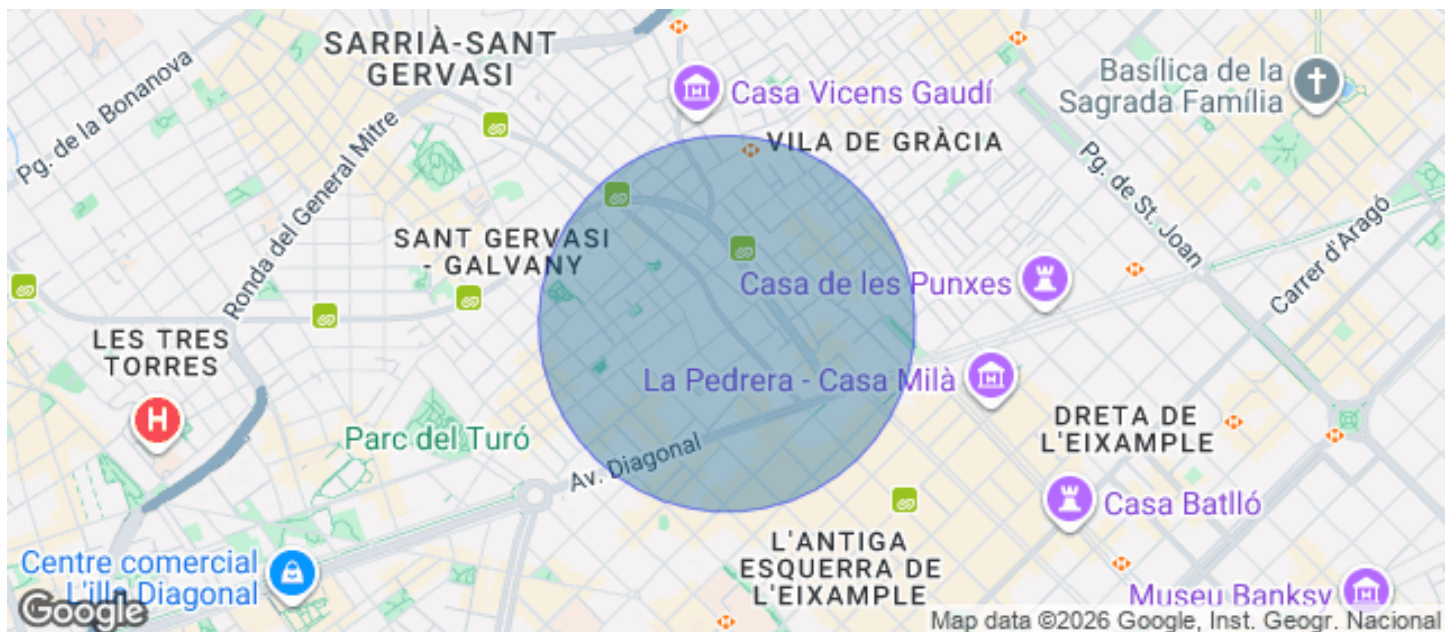 SARRIÀ-SANT
GERVASI
Pg. de la Bonanova
Casa Vicens Gaudí
Basílica de la
Sagrada Família
VILA DE GRÀCIA
Ronda del General Mitre
Pg. de St. Joan
Carrer d'Aragó
SANT GERVASI
- GALVANY
Casa de les Punxes
LES TRES
TORRES
H
La Pedrera - Casa Milà
Parc del Turó
DRETA DE
L'EIXAMPLE
Av. Diagonal
Casa Batlló
L'ANTIGA
ESQUERRA DE
L'EIXAMPLE
Centre comercial
L'illa Diagonal
Museu Banksy
Google
Map data ©2026 Google, Inst. Geogr. Nacional